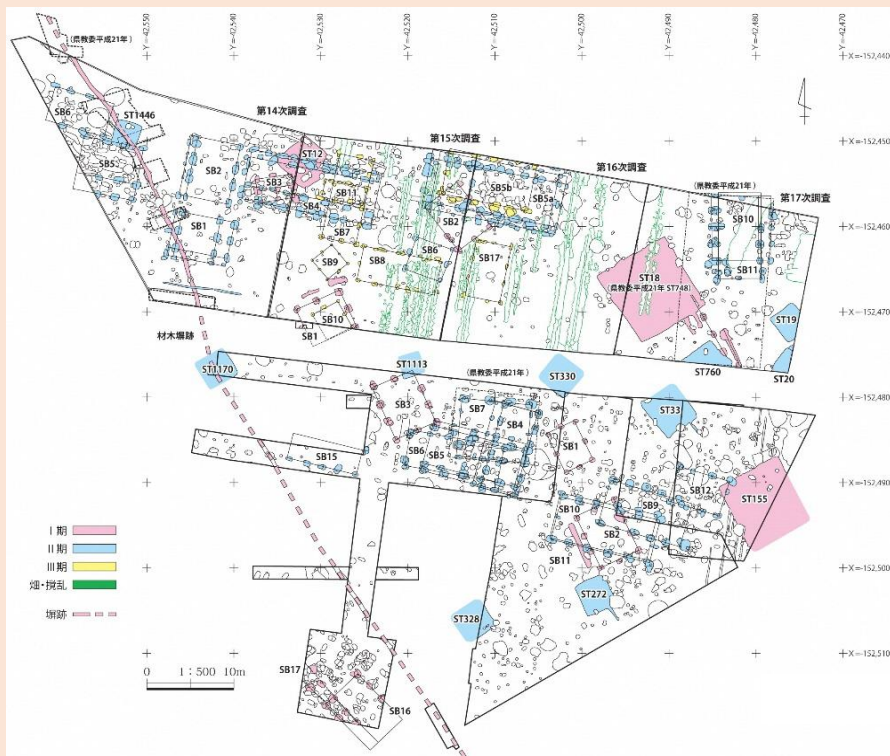 Y=-42,550
Y=-42,540
Y=-42,530
Y=-42,520
Y=-42,510
Y=-42,500
Y=-42,490
Y=-42,480
Y=-42,470
X=-152,440
X=-152,450
X=-152,460
X=-152,470
X=-152,480
X=-152,490
X=-152,500
X=-152,510
(県教委平成21年)
第14次調査
第15次調査
第16次調査
(県教委平成21年)
第17次調査
SB6
ST1446
SB5
SB2
SB1
SB3
ST12
SB11
SB4
SB7
SB9
SB8
SB10
SB1
SB6
SB2
SB5b
SB5a
SB17
ST18
(県教委平成21年 ST748)
SB10
SB11
ST19
ST20
ST760
材木塀跡
ST1170
ST1113
(県教委平成21年)
ST330
SB3
SB7
SB4
SB6
SB5
SB15
SB1
ST33
SB10
SB9
SB12
SB2
SB11
ST155
ST272
ST328
SB17
SB16
Ⅰ期
Ⅱ期
Ⅲ期
畑・撹乱
塀跡
0 1:500 10m